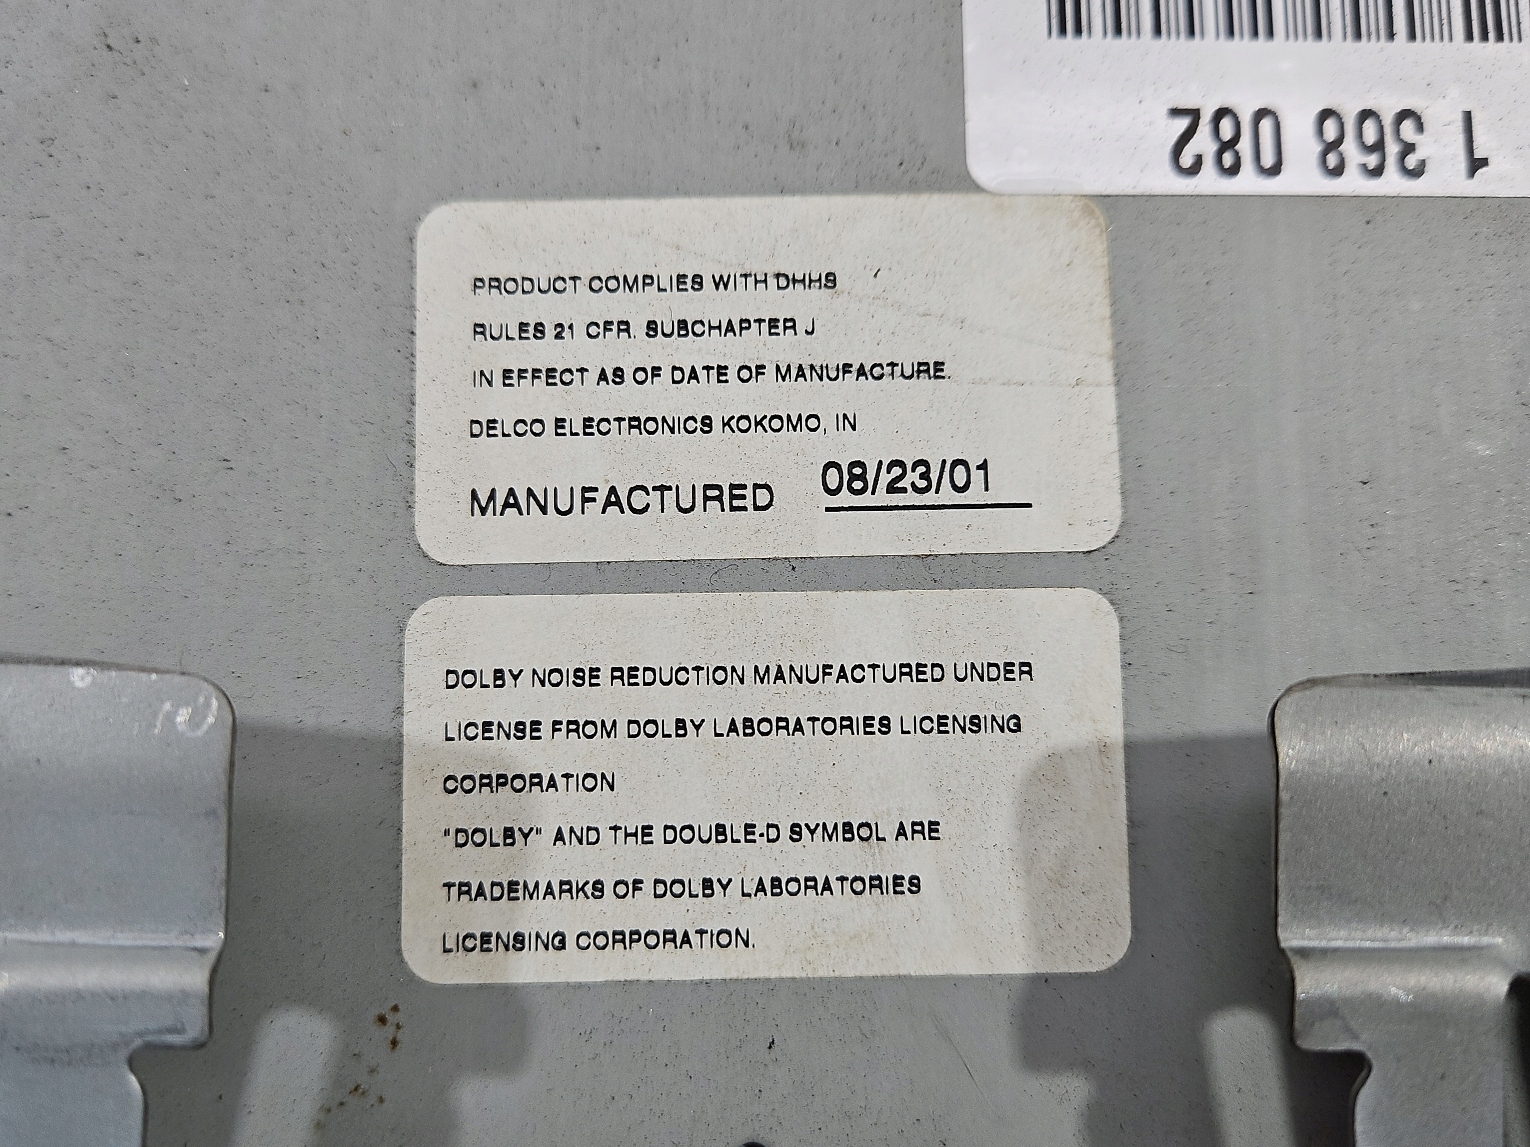 1 368 082
PRODUCT COMPLIES WITH DHHS
RULES 21 CFR. SUBCHAPTER J
IN EFFECT AS OF DATE OF MANUFACTURE.
DELCO ELECTRONICS KOKOMO, IN
MANUFACTURED 08/23/01
DOLBY NOISE REDUCTION MANUFACTURED UNDER
LICENSE FROM DOLBY LABORATORIES LICENSING
CORPORATION
"DOLBY" AND THE DOUBLE-D SYMBOL ARE
TRADEMARKS OF DOLBY LABORATORIES
LICENSING CORPORATION.